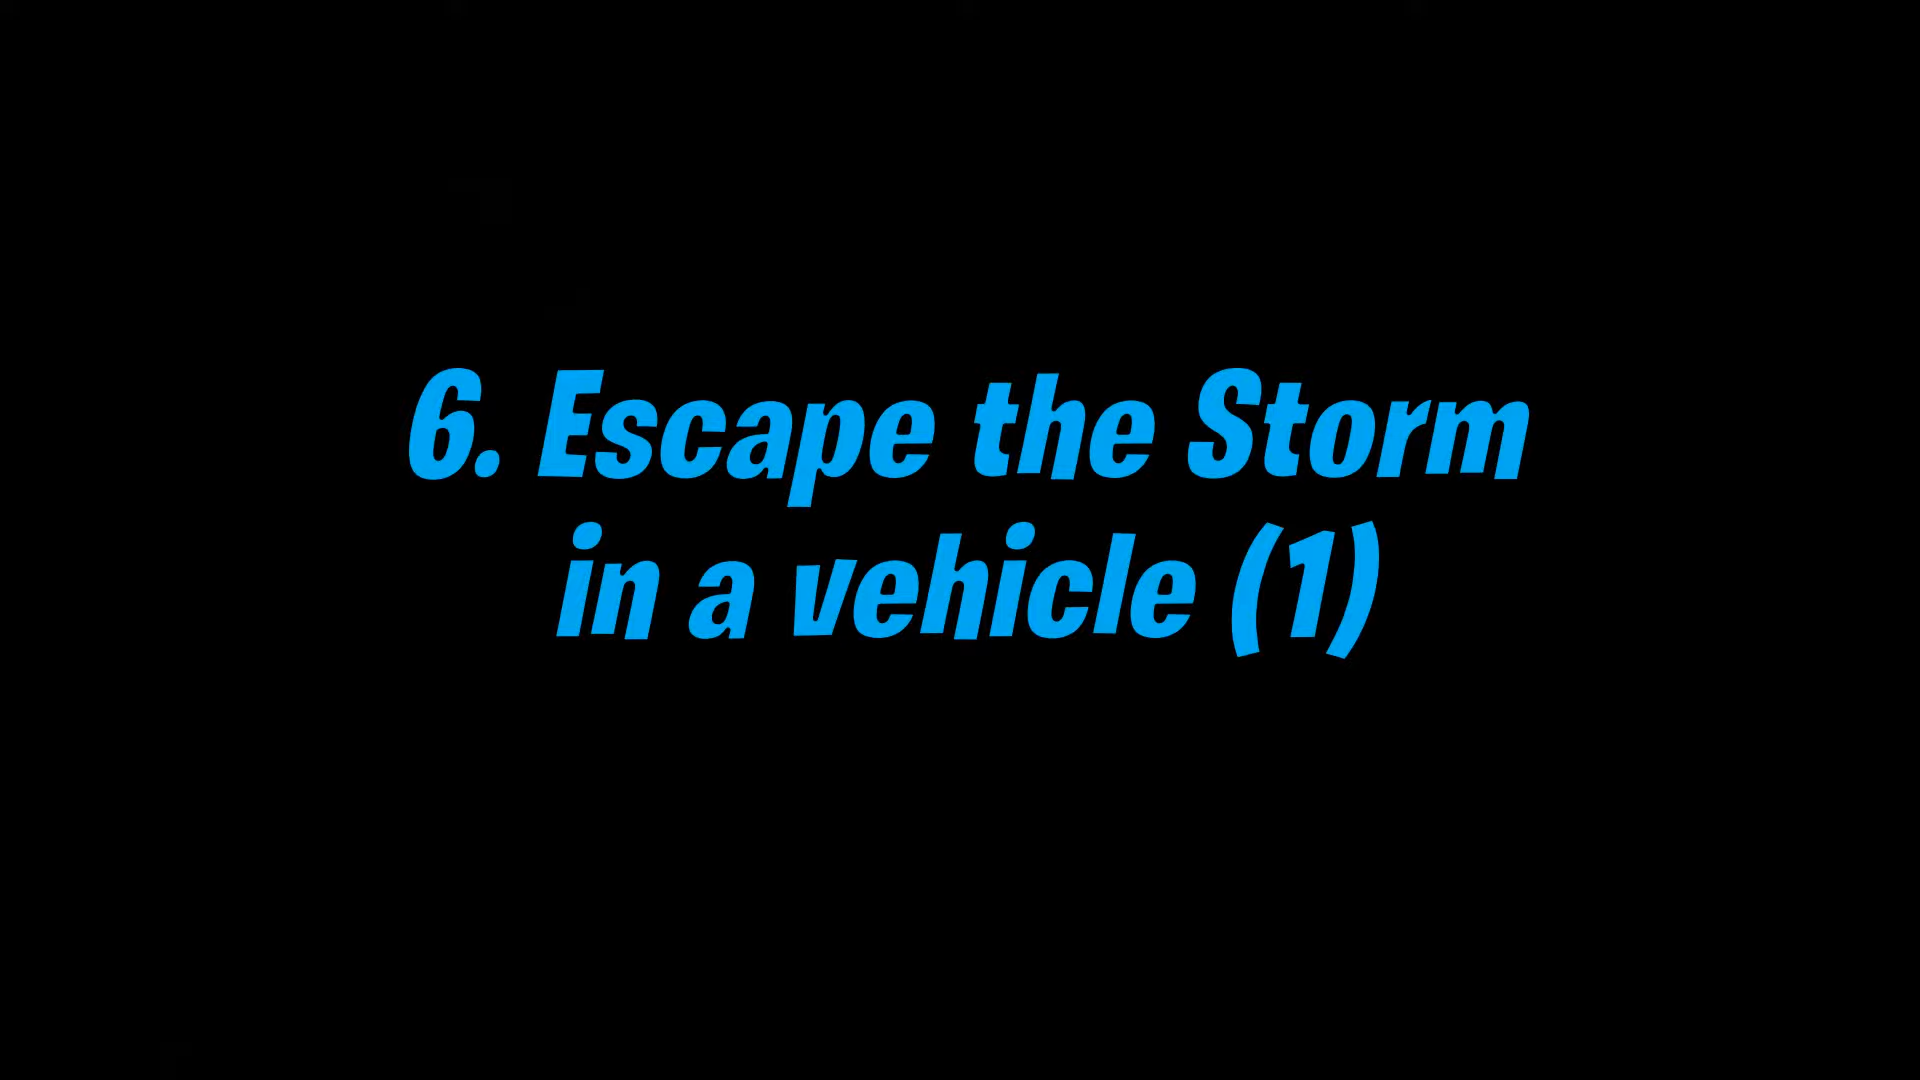 6. Escape the Storm
in a vehicle (1)